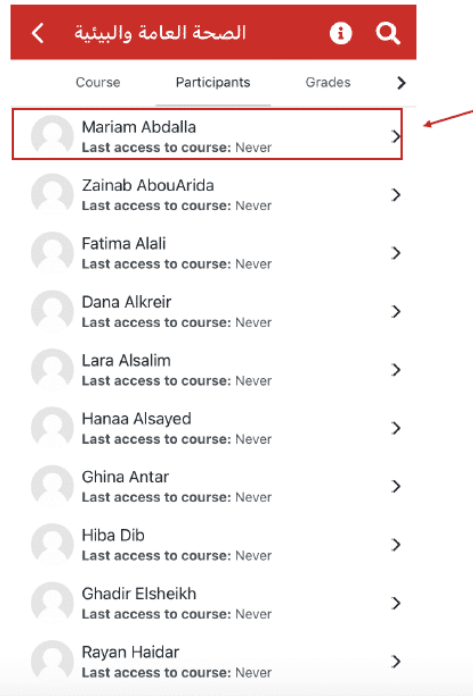 الصحة العامة والبيئية
Course Participants Grades
Mariam Abdalla
Last access to course: Never
Zainab AbouArida
Last access to course: Never
Fatima Alali
Last access to course: Never
Dana Alkreir
Last access to course: Never
Lara Alsalim
Last access to course: Never
Hanaa Alsayed
Last access to course: Never
Ghina Antar
Last access to course: Never
Hiba Dib
Last access to course: Never
Ghadir Elsheikh
Last access to course: Never
Rayan Haidar
Last access to course: Never